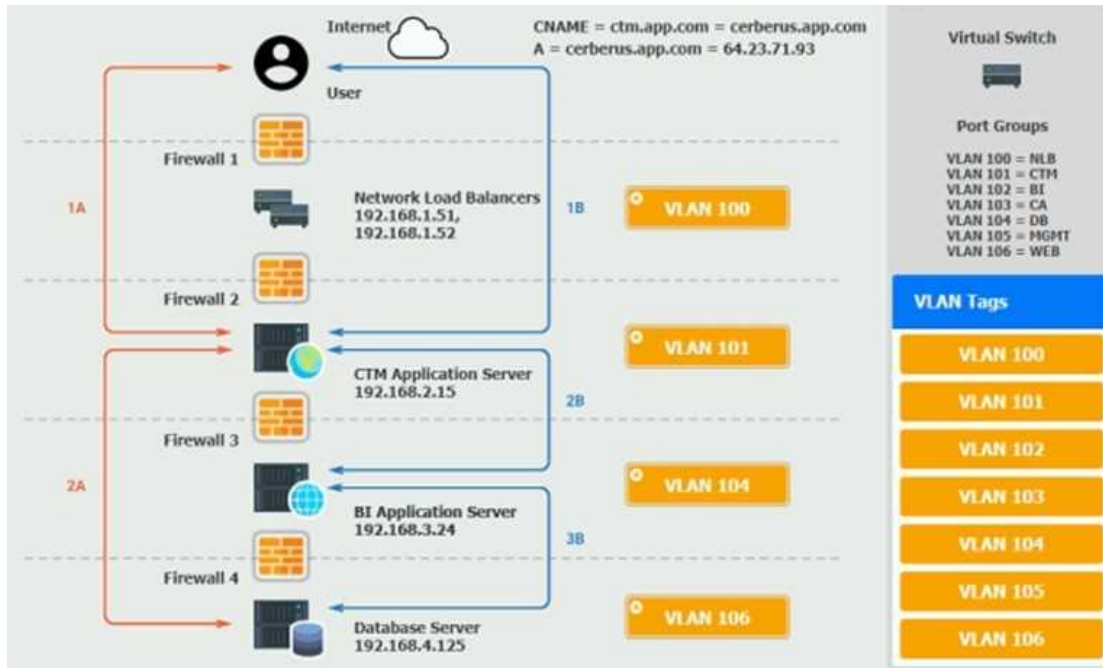 Internet
CNAME = ctm.app.com = cerberus.app.com
A = cerberus.app.com = 64.23.71.93
User
Firewall 1
1A
Network Load Balancers
192.168.1.51,
192.168.1.52
1B
VLAN 100
Firewall 2
CTM Application Server
192.168.2.15
VLAN 101
2B
Firewall 3
2A
BI Application Server
192.168.3.24
VLAN 104
3B
Firewall 4
Database Server
192.168.4.125
VLAN 106
Virtual Switch
Port Groups
VLAN 100 = NLB
VLAN 101 = CTM
VLAN 102 = BI
VLAN 103 = CA
VLAN 104 = DB
VLAN 105 = MGMT
VLAN 106 = WEB
VLAN Tags
VLAN 100
VLAN 101
VLAN 102
VLAN 103
VLAN 104
VLAN 105
VLAN 106